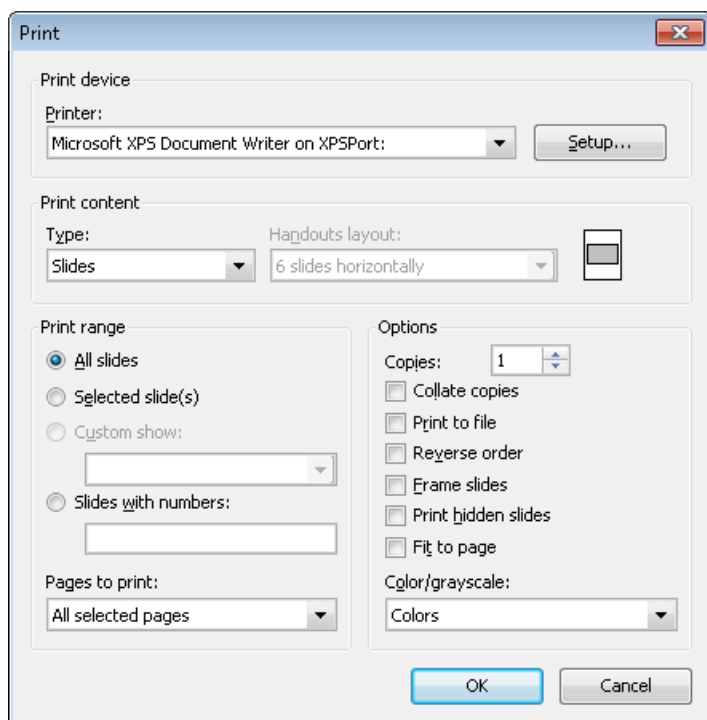 Print
Print device
Printer:
Microsoft XPS Document Writer on XPSPort:
Setup...
Print content
Type:
Handouts layout:
Slides
6 slides horizontally
Print range
All slides
Selected slide(s)
Custom show:
Slides with numbers:
Pages to print:
All selected pages
Options
Copies: 1
Collate copies
Print to file
Reverse order
Frame slides
Print hidden slides
Fit to page
Color/grayscale:
Colors
OK
Cancel